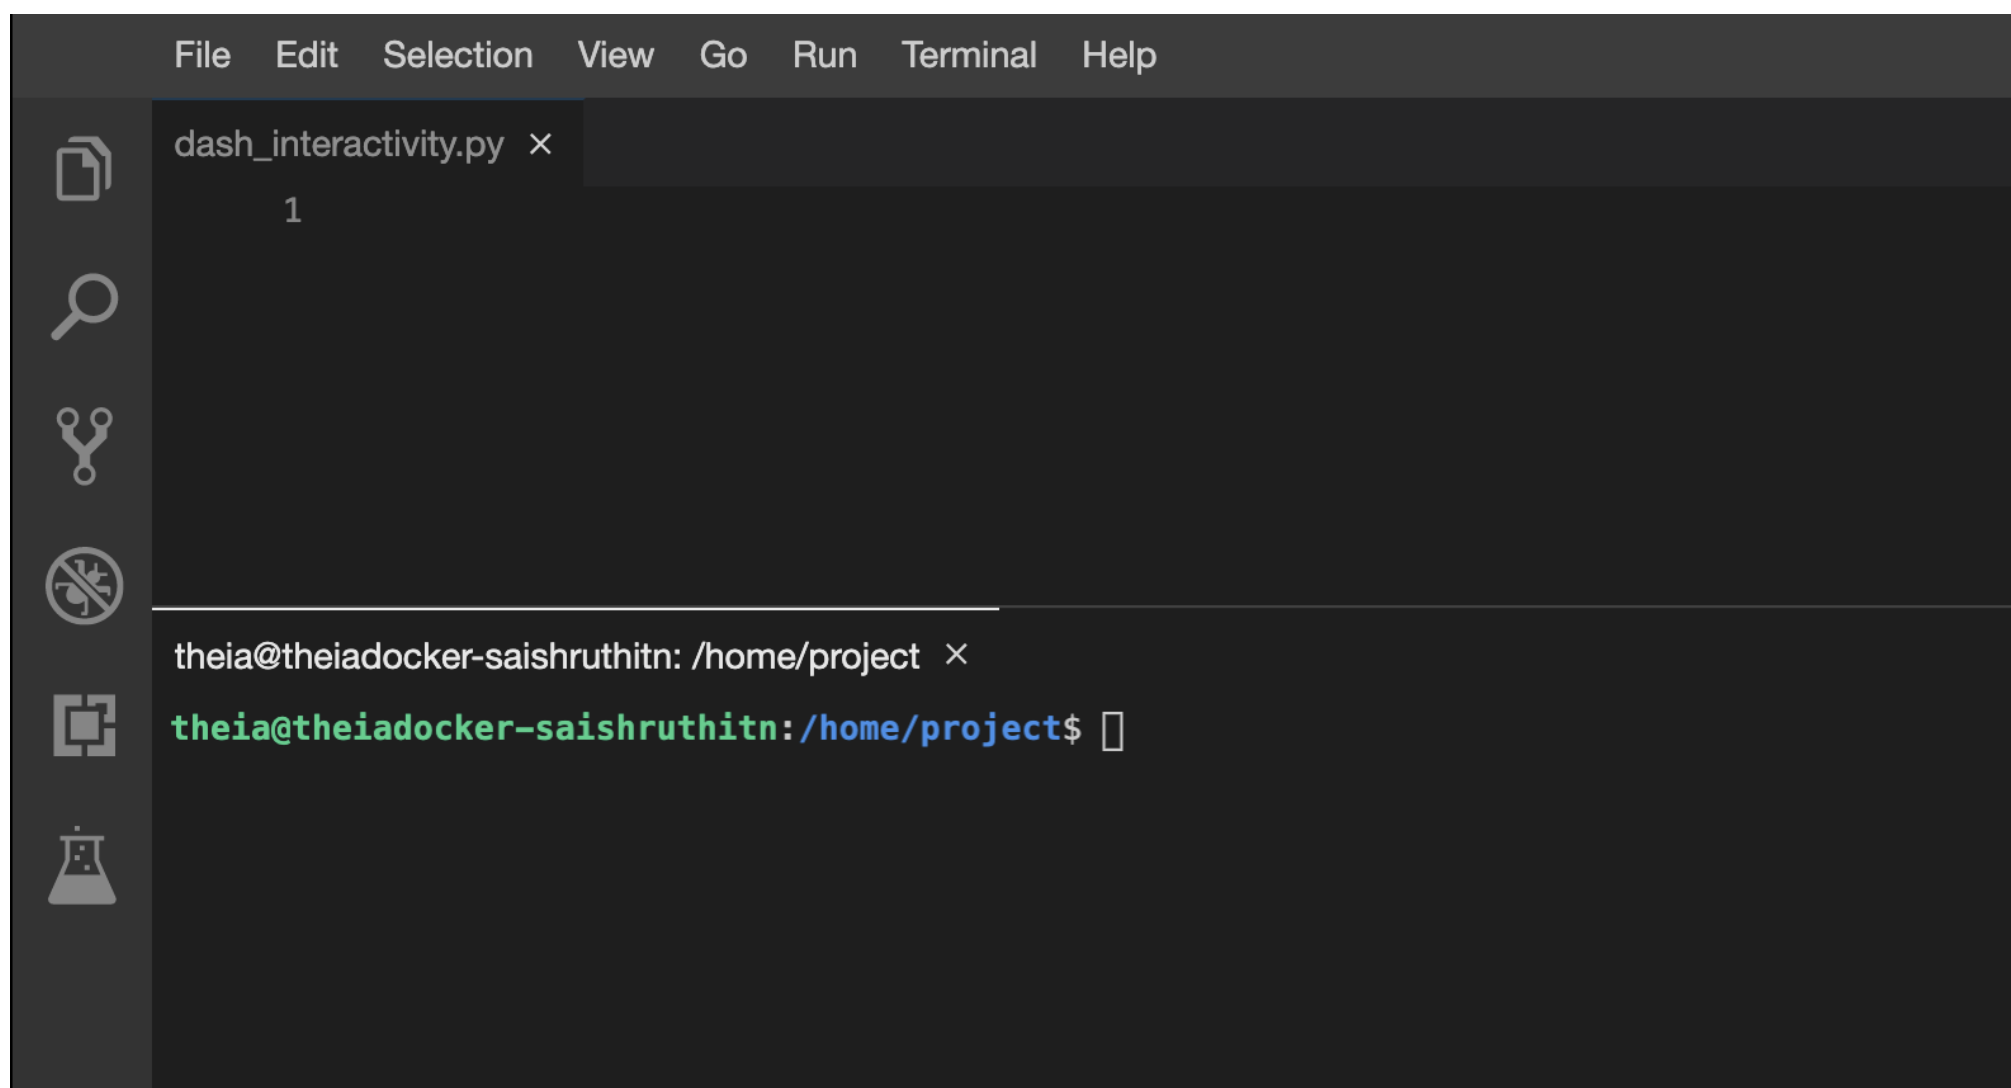 File Edit Selection View Go Run Terminal Help
dash_interactivity.py ×
1
theia@theiadocker-saishruthitn: /home/project ×
theia@theiadocker-saishruthitn:/home/project$